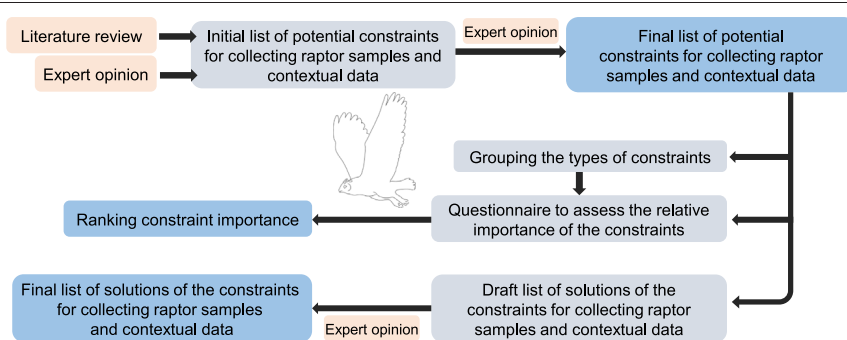 Literature review
Expert opinion
Initial list of potential constraints
for collecting raptor samples and
contextual data
Expert opinion
Final list of potential
constraints for collecting raptor
samples and contextual data
Grouping the types of constraints
Questionnaire to assess the relative
importance of the constraints
Ranking constraint importance
Draft list of solutions of the
constraints for collecting raptor
samples and contextual data
Expert opinion
Final list of solutions of the constraints
for collecting raptor samples
and contextual data